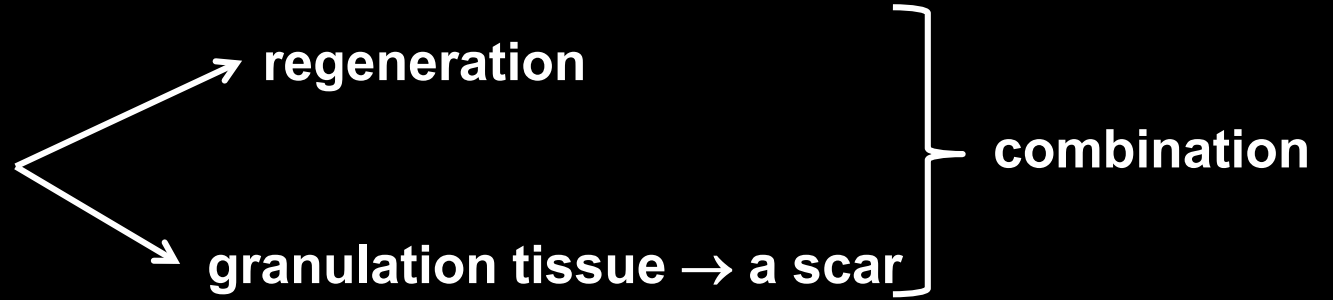 regeneration
combination
granulation tissue → a scar